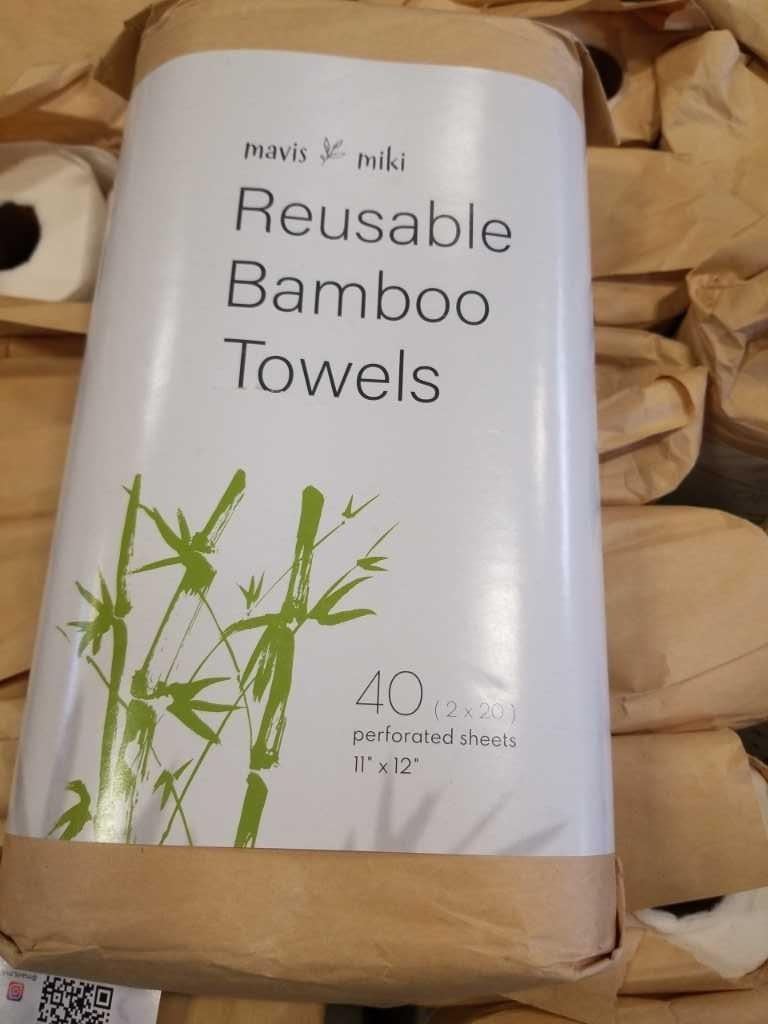 mavis miki
Reusable
Bamboo
Towels
40 ( 2 x 20 )
perforated sheets
11" x 12"